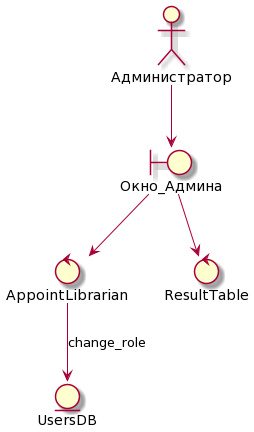 Администратор
Окно_Админа
AppointLibrarian
ResultTable
change_role
UsersDB